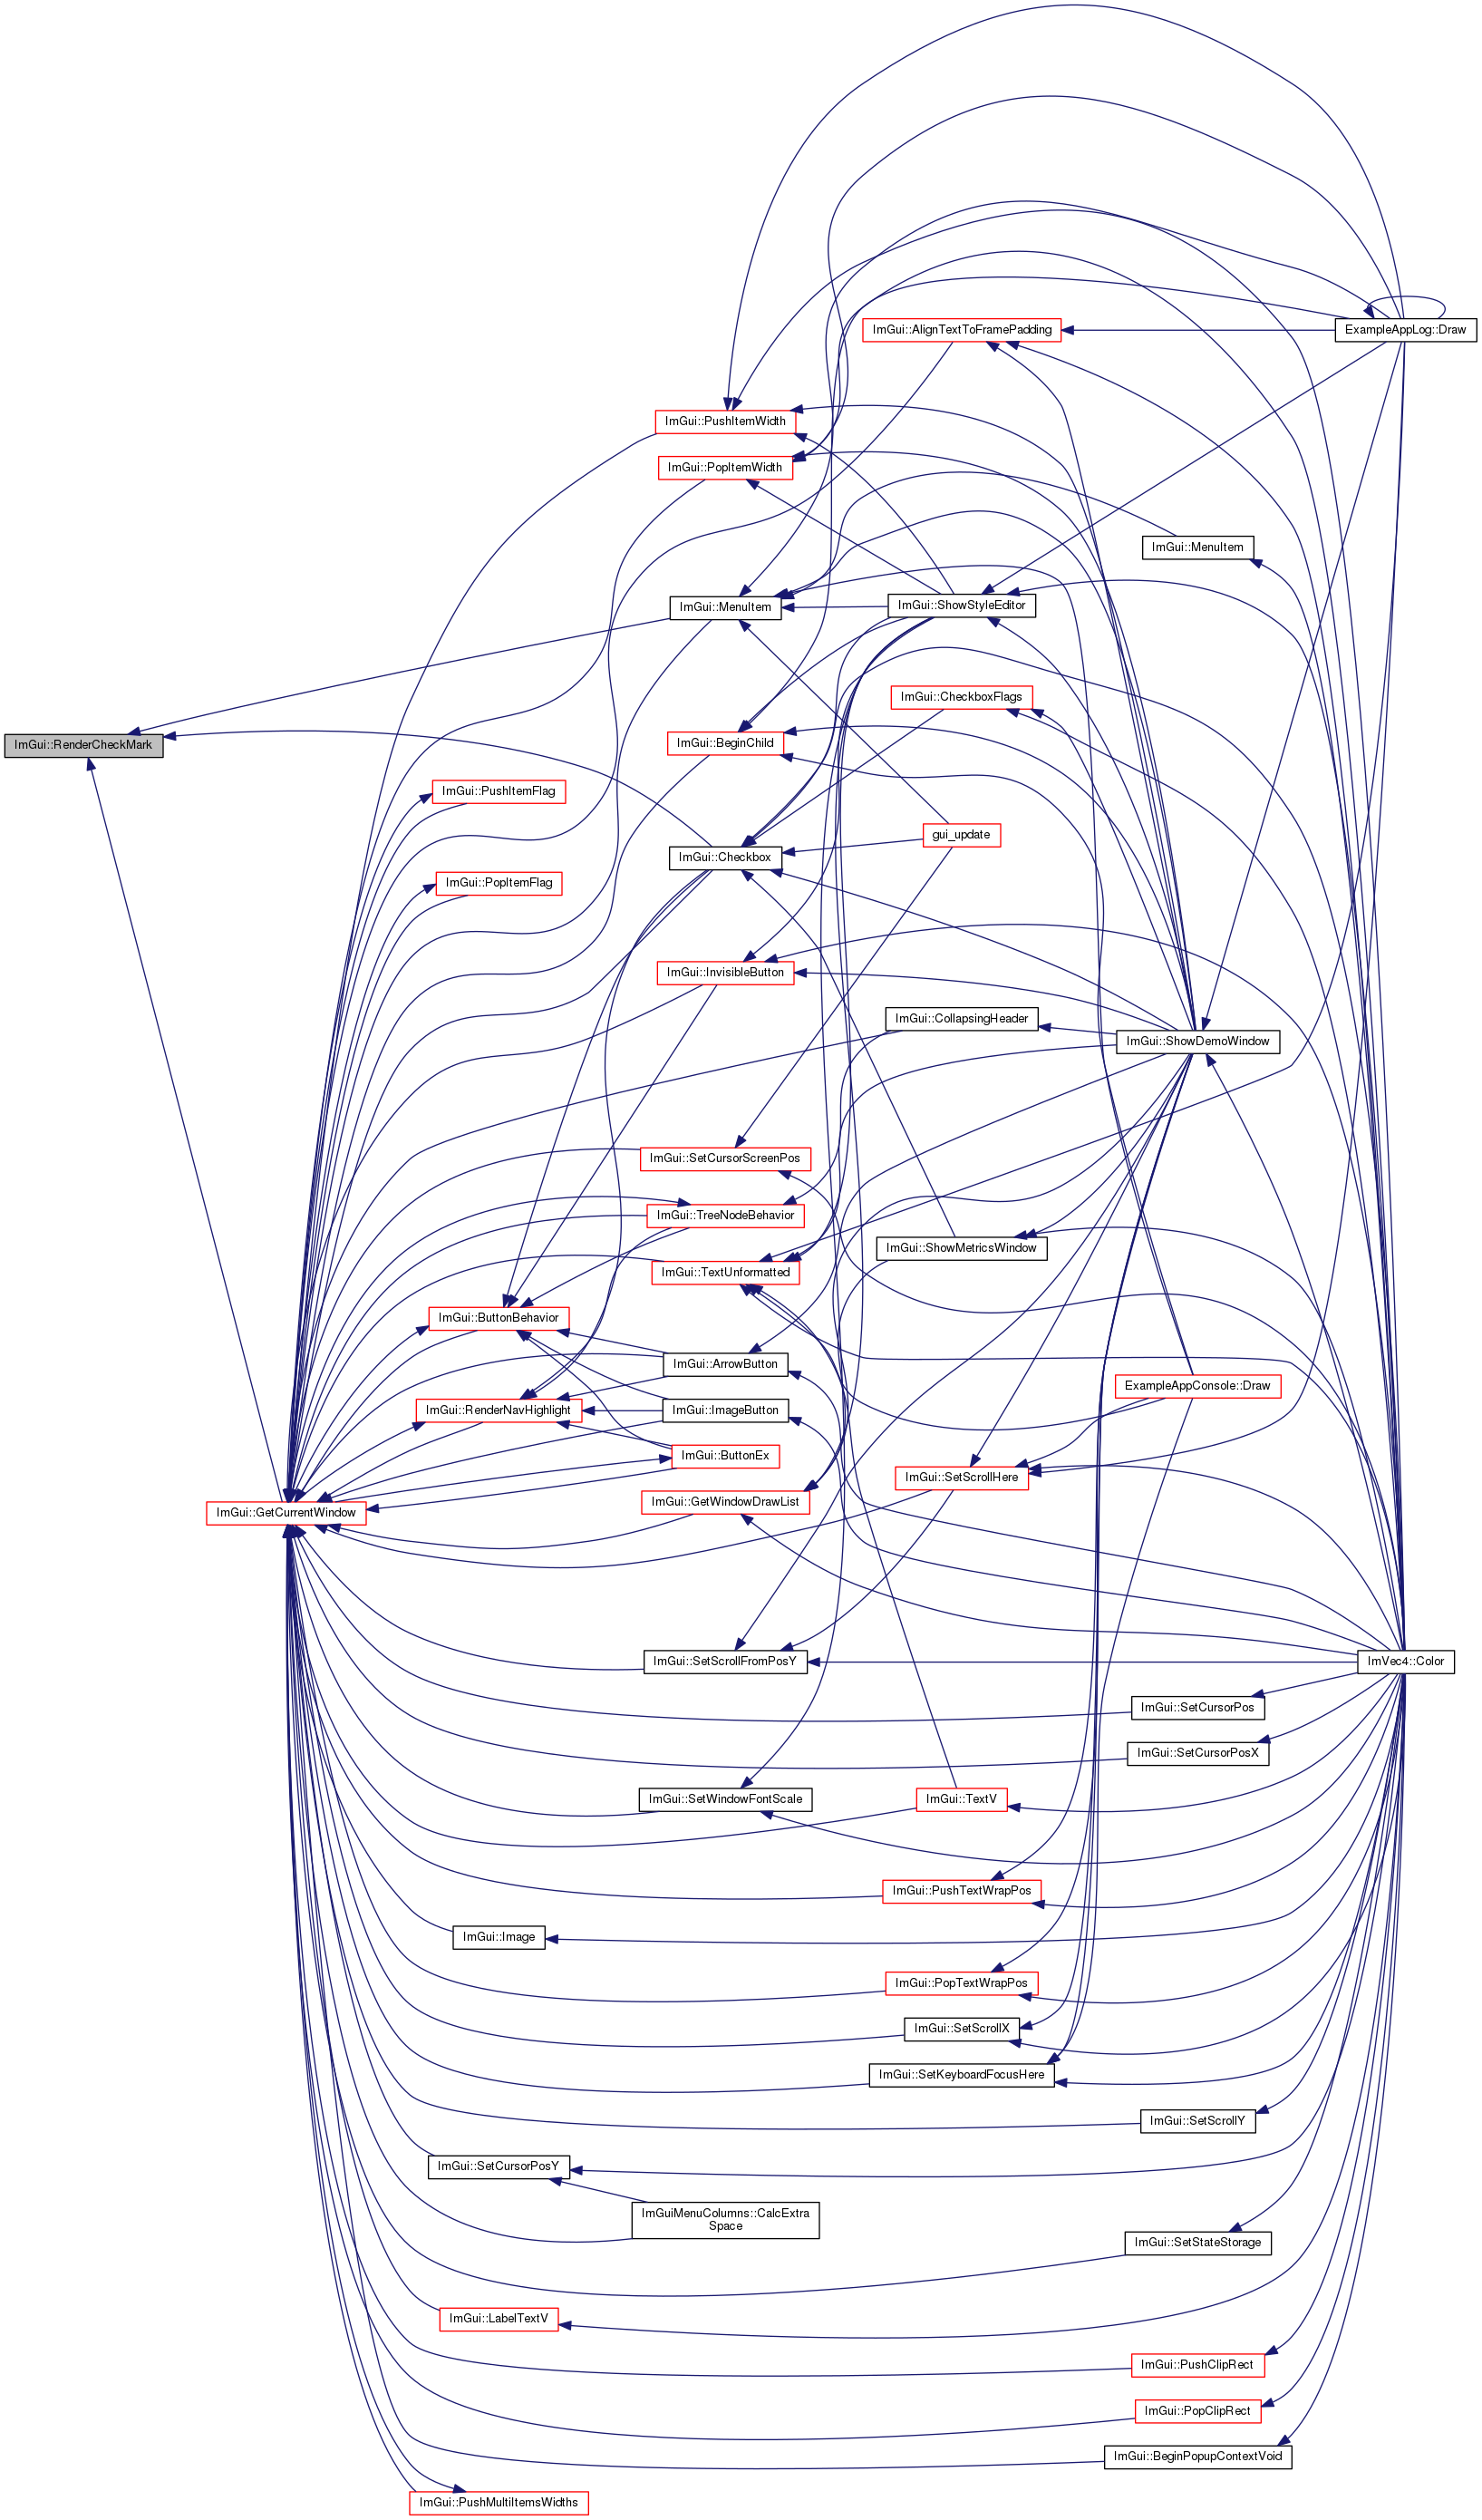 ExampleAppLog::Draw
ImGui::AlignTextToFramePadding
ImGui::PushItemWidth
ImGui::PopItemWidth
ImGui::MenuItem
ImGui::MenuItem
ImGui::ShowStyleEditor
ImGui::CheckboxFlags
ImGui::RenderCheckMark
ImGui::BeginChild
ImGui::PushItemFlag
gui_update
ImGui::Checkbox
ImGui::PopItemFlag
ImGui::InvisibleButton
ImGui::CollapsingHeader
ImGui::ShowDemoWindow
ImGui::SetCursorScreenPos
ImGui::TreeNodeBehavior
ImGui::ShowMetricsWindow
ImGui::TextUnformatted
ImGui::ButtonBehavior
ImGui::ArrowButton
ExampleAppConsole::Draw
ImGui::RenderNavHighlight
ImGui::ImageButton
ImGui::ButtonEx
ImGui::SetScrollHere
ImGui::GetWindowDrawList
ImGui::GetCurrentWindow
ImGui::SetScrollFromPosY
ImVec4::Color
ImGui::SetCursorPos
ImGui::SetCursorPosX
ImGui::SetWindowFontScale
ImGui::TextV
ImGui::PushTextWrapPos
ImGui::Image
ImGui::PopTextWrapPos
ImGui::SetScrollX
ImGui::SetKeyboardFocusHere
ImGui::SetScrollY
ImGui::SetCursorPosY
ImGuiMenuColumns::CalcExtra
Space
ImGui::SetStateStorage
ImGui::LabelTextV
ImGui::PushClipRect
ImGui::PopClipRect
ImGui::BeginPopupContextVoid
ImGui::PushMultiItemsWidths